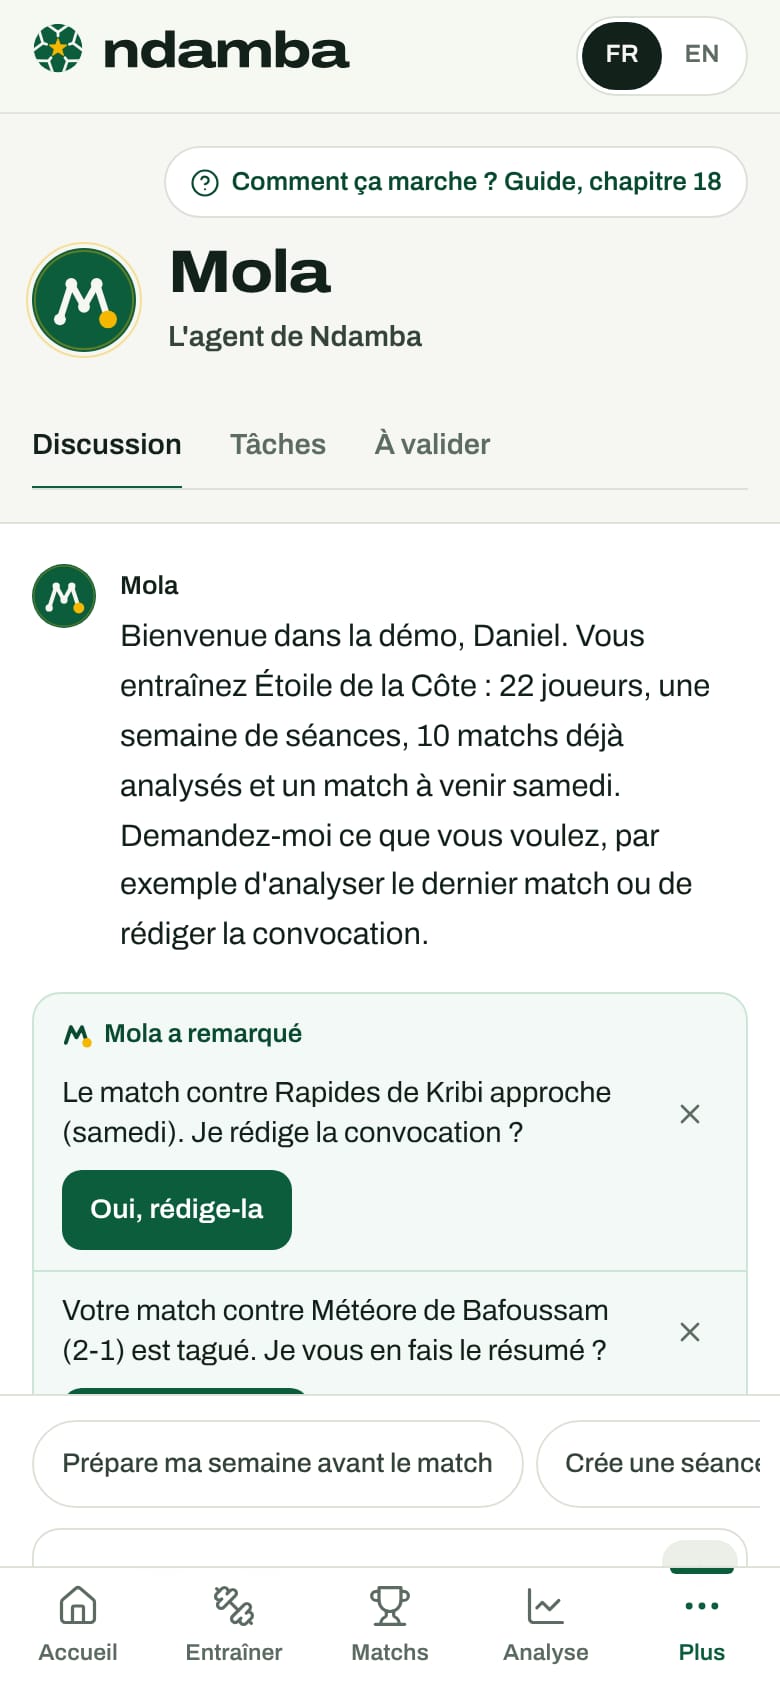 ndamba
FR
EN
Comment ça marche ? Guide, chapitre 18
Mola
L'agent de Ndamba
Discussion
Tâches
À valider
Mola
Bienvenue dans la démo, Daniel. Vous
entraînez Étoile de la Côte : 22 joueurs, une
semaine de séances, 10 matchs déjà
analysés et un match à venir samedi.
Demandez-moi ce que vous voulez, par
exemple d'analyser le dernier match ou de
rédiger la convocation.
Mola a remarqué
Le match contre Rapides de Kribi approche
(samedi). Je rédige la convocation ?
Oui, rédige-la
Votre match contre Météore de Bafoussam
(2-1) est tagué. Je vous en fais le résumé ?
Prépare ma semaine avant le match
Crée une séance
Accueil
Entraîner
Matchs
Analyse
Plus